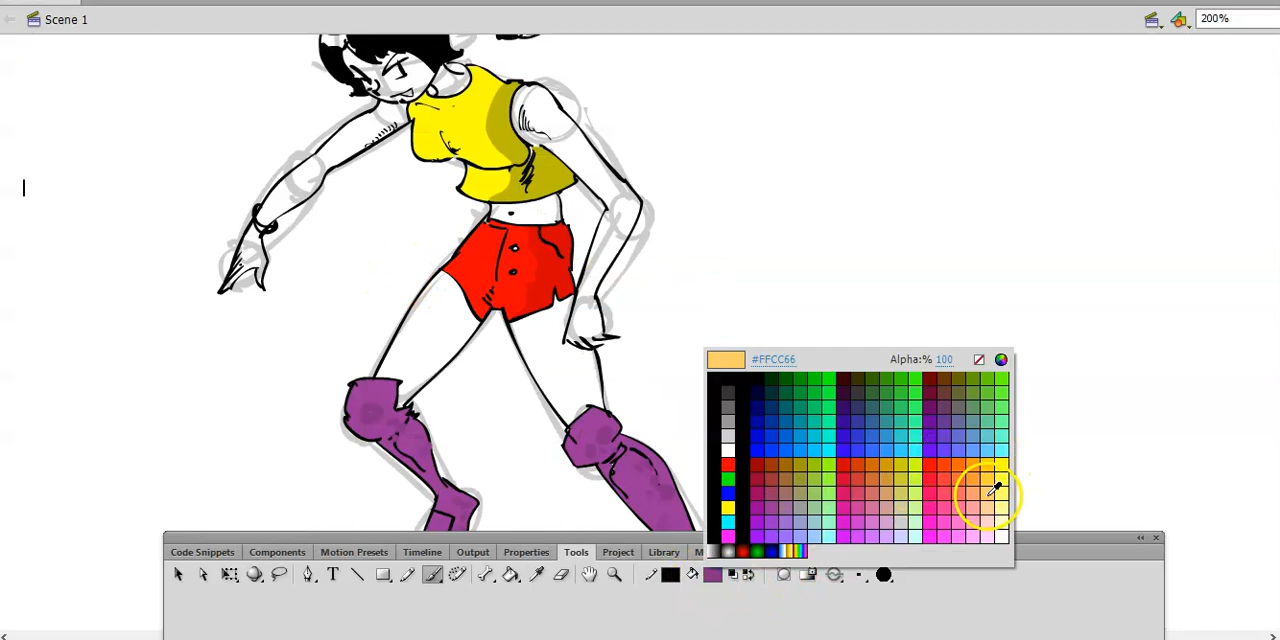 Scene 1
200%
#FFCC66
Alpha:% 100
Code Snippets Components Motion Presets Timeline Output Properties Tools Project Library
T